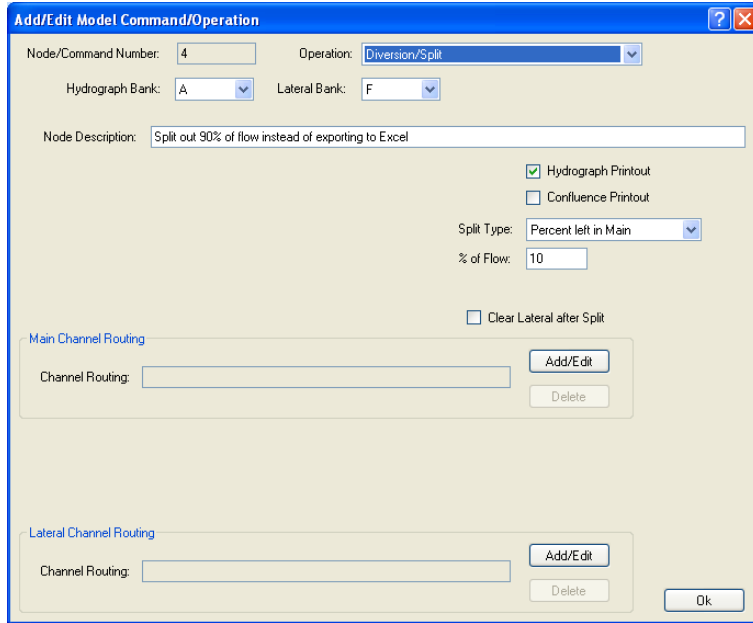 Add/Edit Model Command/Operation
Node/Command Number: 4 Operation: Diversion/Split
Hydrograph Bank: A Lateral Bank: F
Node Description: Split out 90% of flow instead of exporting to Excel
Hydrograph Printout
Confluence Printout
Split Type: Percent left in Main
% of Flow: 10
Clear Lateral after Split
Main Channel Routing
Channel Routing: Add/Edit
Delete
Lateral Channel Routing
Channel Routing: Add/Edit
Delete
Ok